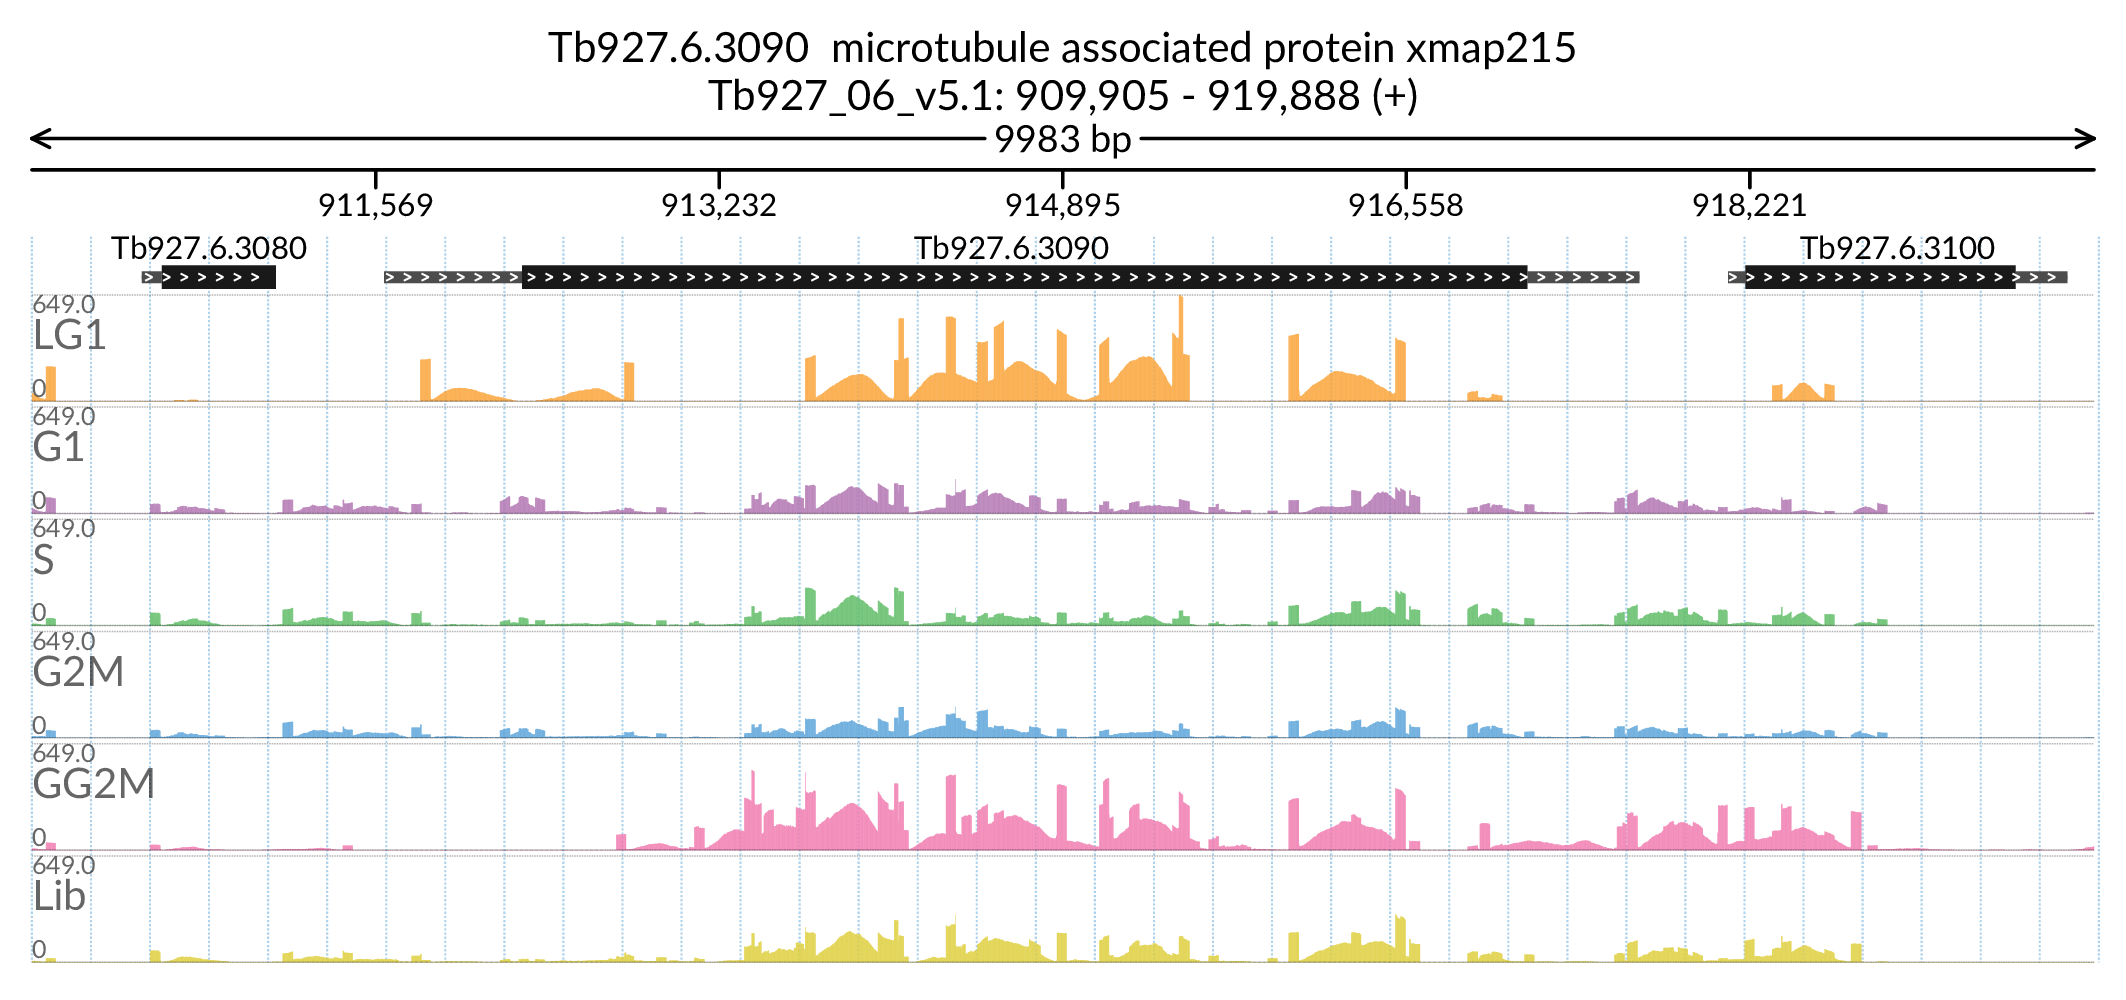 Tb927.6.3090  microtubule associated protein xmap215
Tb927_06_v5.1: 909,905 - 919,888 (+)
9983 bp
911,569 913,232 914,895 916,558 918,221
Tb927.6.3080 Tb927.6.3090 Tb927.6.3100
649.0
LG1
0
649.0
G1
0
649.0
S
0
649.0
G2M
0
649.0
GG2M
0
649.0
Lib
0